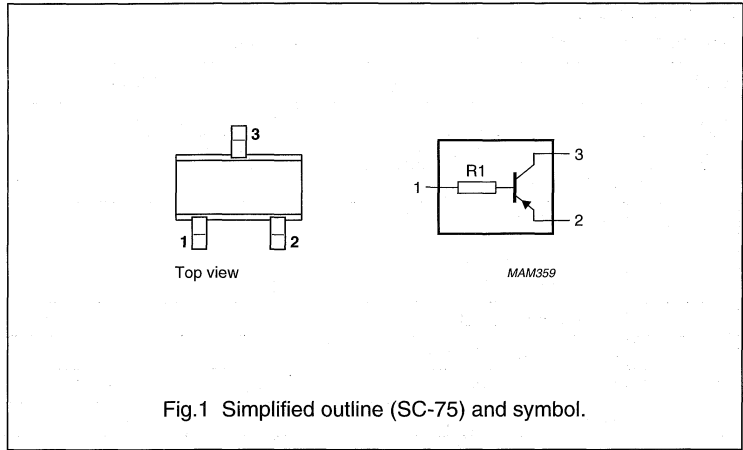 3
1
2
Top view
R1
1
3
2
MAM359
Fig.1 Simplified outline (SC-75) and symbol.